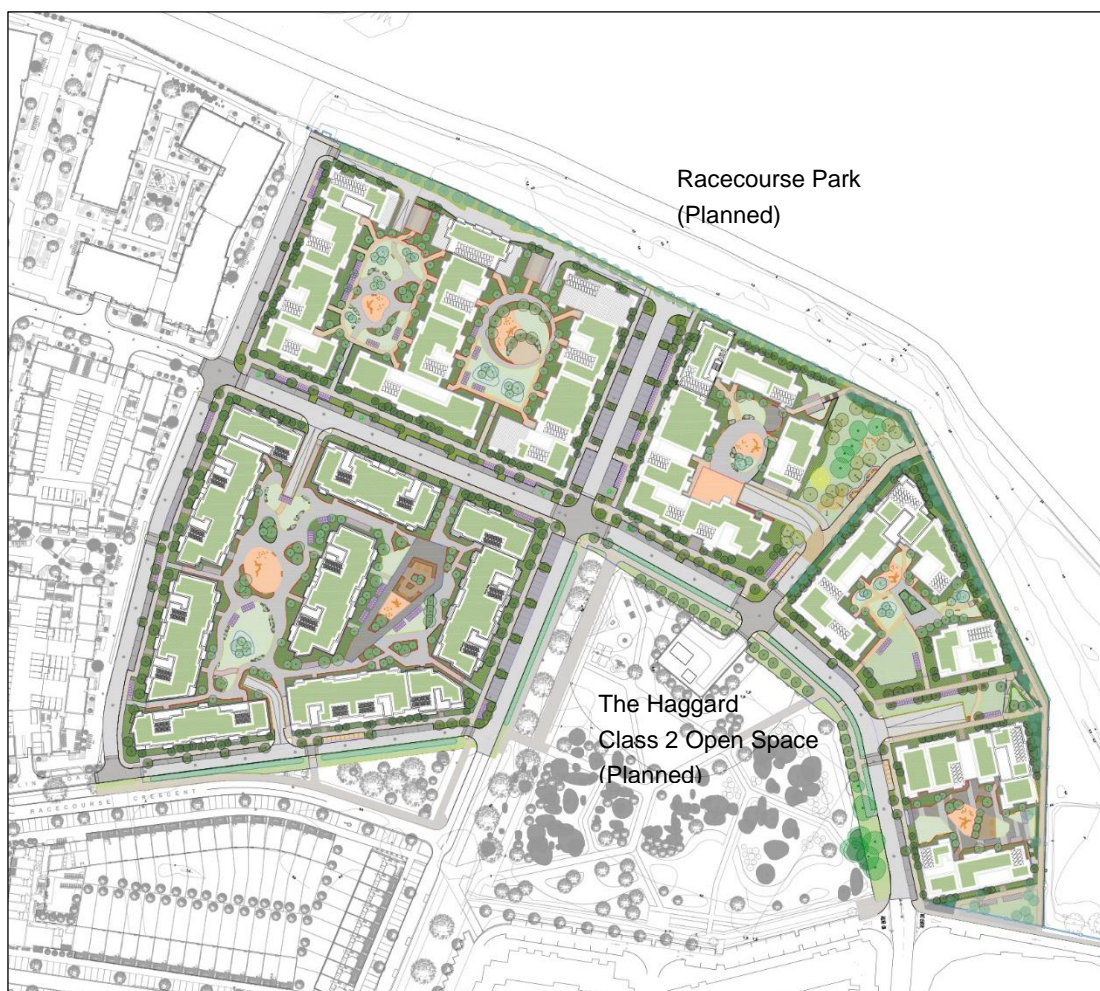 Racecourse Park
(Planned)
The Haggard
Class 2 Open Space
(Planned)
RACECOURSE CRESCENT